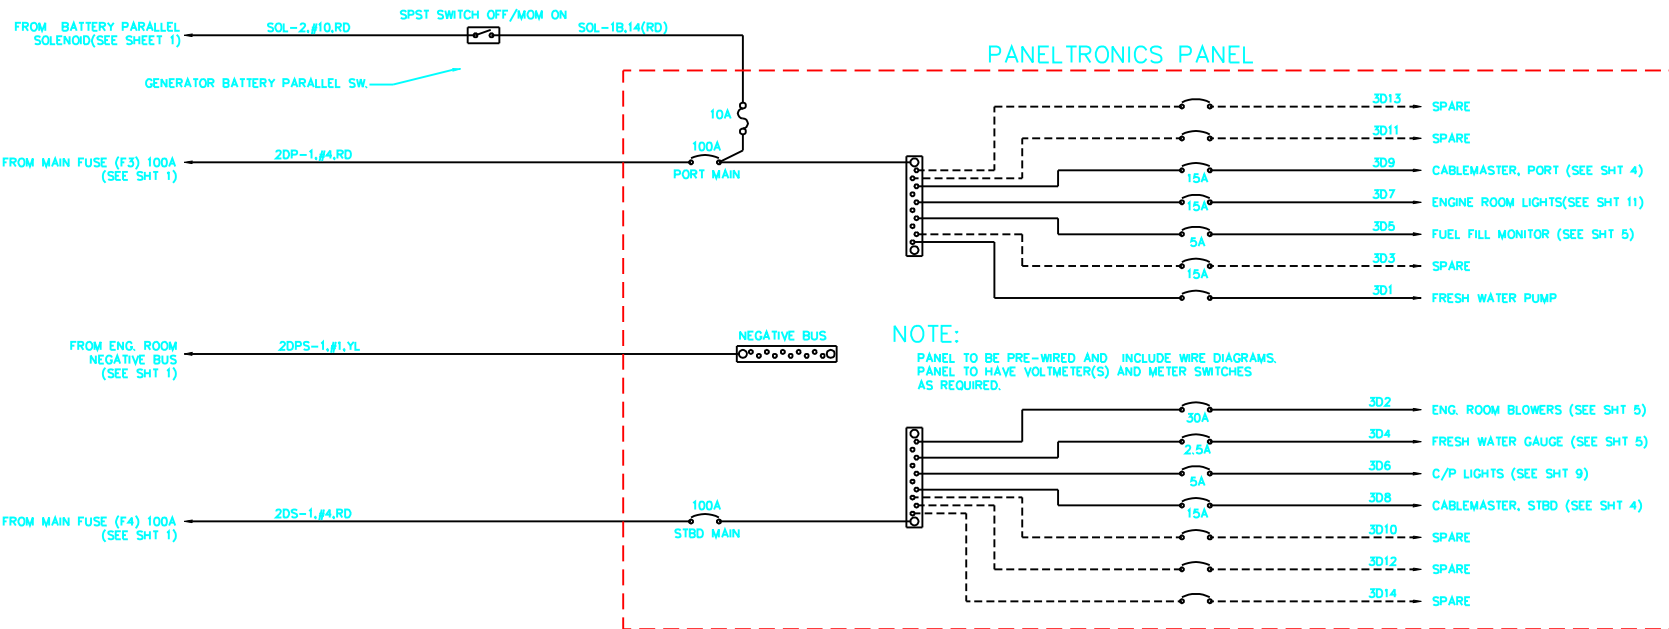 FROM BATTERY PARALLEL
SOLENOID(SEE SHEET 1)
SOL-2,#10,RD
SPST SWITCH OFF/MOM ON
SOL-1B,14(RD)
GENERATOR BATTERY PARALLEL SW.
PANELTRONICS PANEL
10A
FROM MAIN FUSE (F3) 100A
(SEE SHT 1)
2DP-1,#4,RD
100A
PORT MAIN
3D13
SPARE
3D11
SPARE
3D9
15A
CABLEMASTER, PORT (SEE SHT 4)
3D7
15A
ENGINE ROOM LIGHTS(SEE SHT 11)
3D5
5A
FUEL FILL MONITOR (SEE SHT 5)
3D3
15A
SPARE
3D1
FRESH WATER PUMP
FROM ENG. ROOM
NEGATIVE BUS
(SEE SHT 1)
2DPS-1,#1,YL
NEGATIVE BUS
NOTE:
PANEL TO BE PRE-WIRED AND INCLUDE WIRE DIAGRAMS.
PANEL TO HAVE VOLTMETER(S) AND METER SWITCHES
AS REQUIRED.
FROM MAIN FUSE (F4) 100A
(SEE SHT 1)
2DS-1,#4,RD
100A
STBD MAIN
3D2
30A
ENG. ROOM BLOWERS (SEE SHT 5)
3D4
2.5A
FRESH WATER GAUGE (SEE SHT 5)
3D6
5A
C/P LIGHTS (SEE SHT 9)
3D8
15A
CABLEMASTER, STBD (SEE SHT 4)
3D10
SPARE
3D12
SPARE
3D14
SPARE